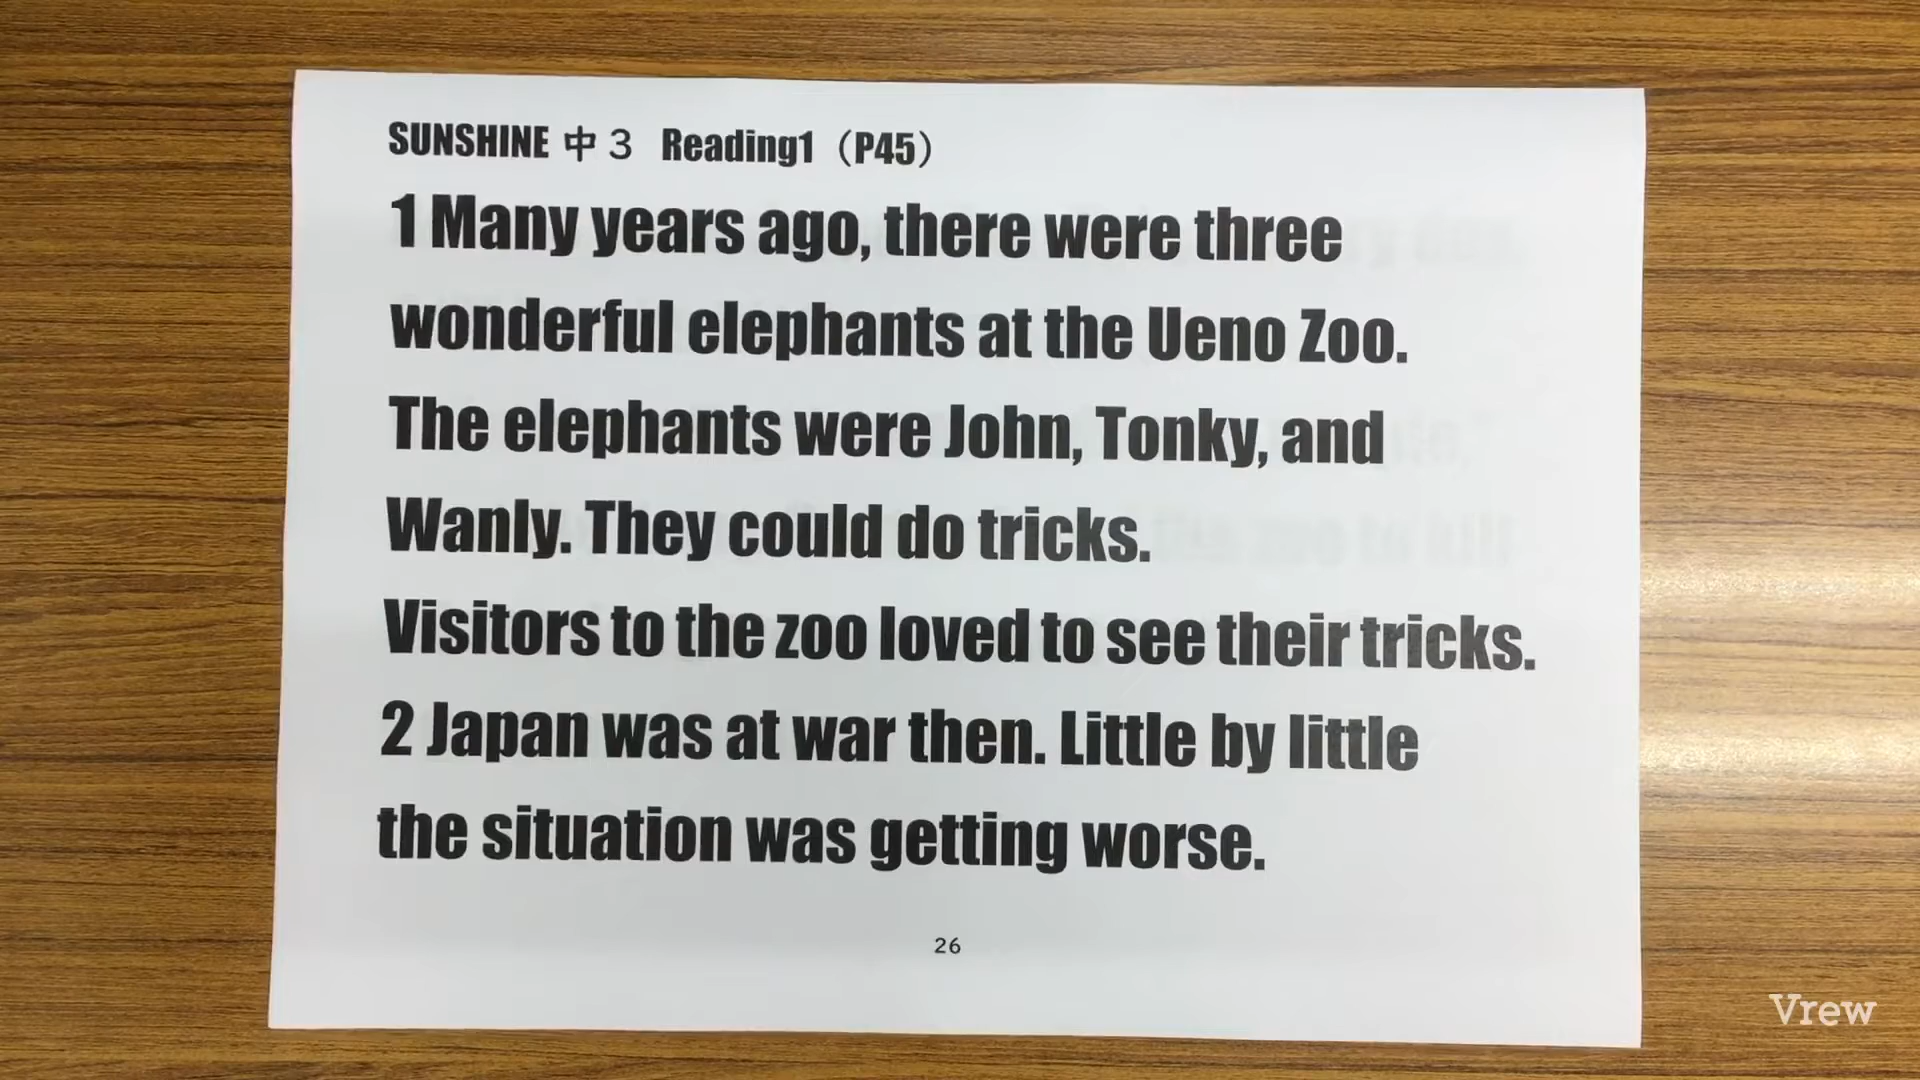 SUNSHINE 中３ Reading1（P45）
1 Many years ago, there were three
wonderful elephants at the Ueno Zoo.
The elephants were John, Tonky, and
Wanly. They could do tricks.
Visitors to the zoo loved to see their tricks.
2 Japan was at war then. Little by little
the situation was getting worse.
26
Vrew